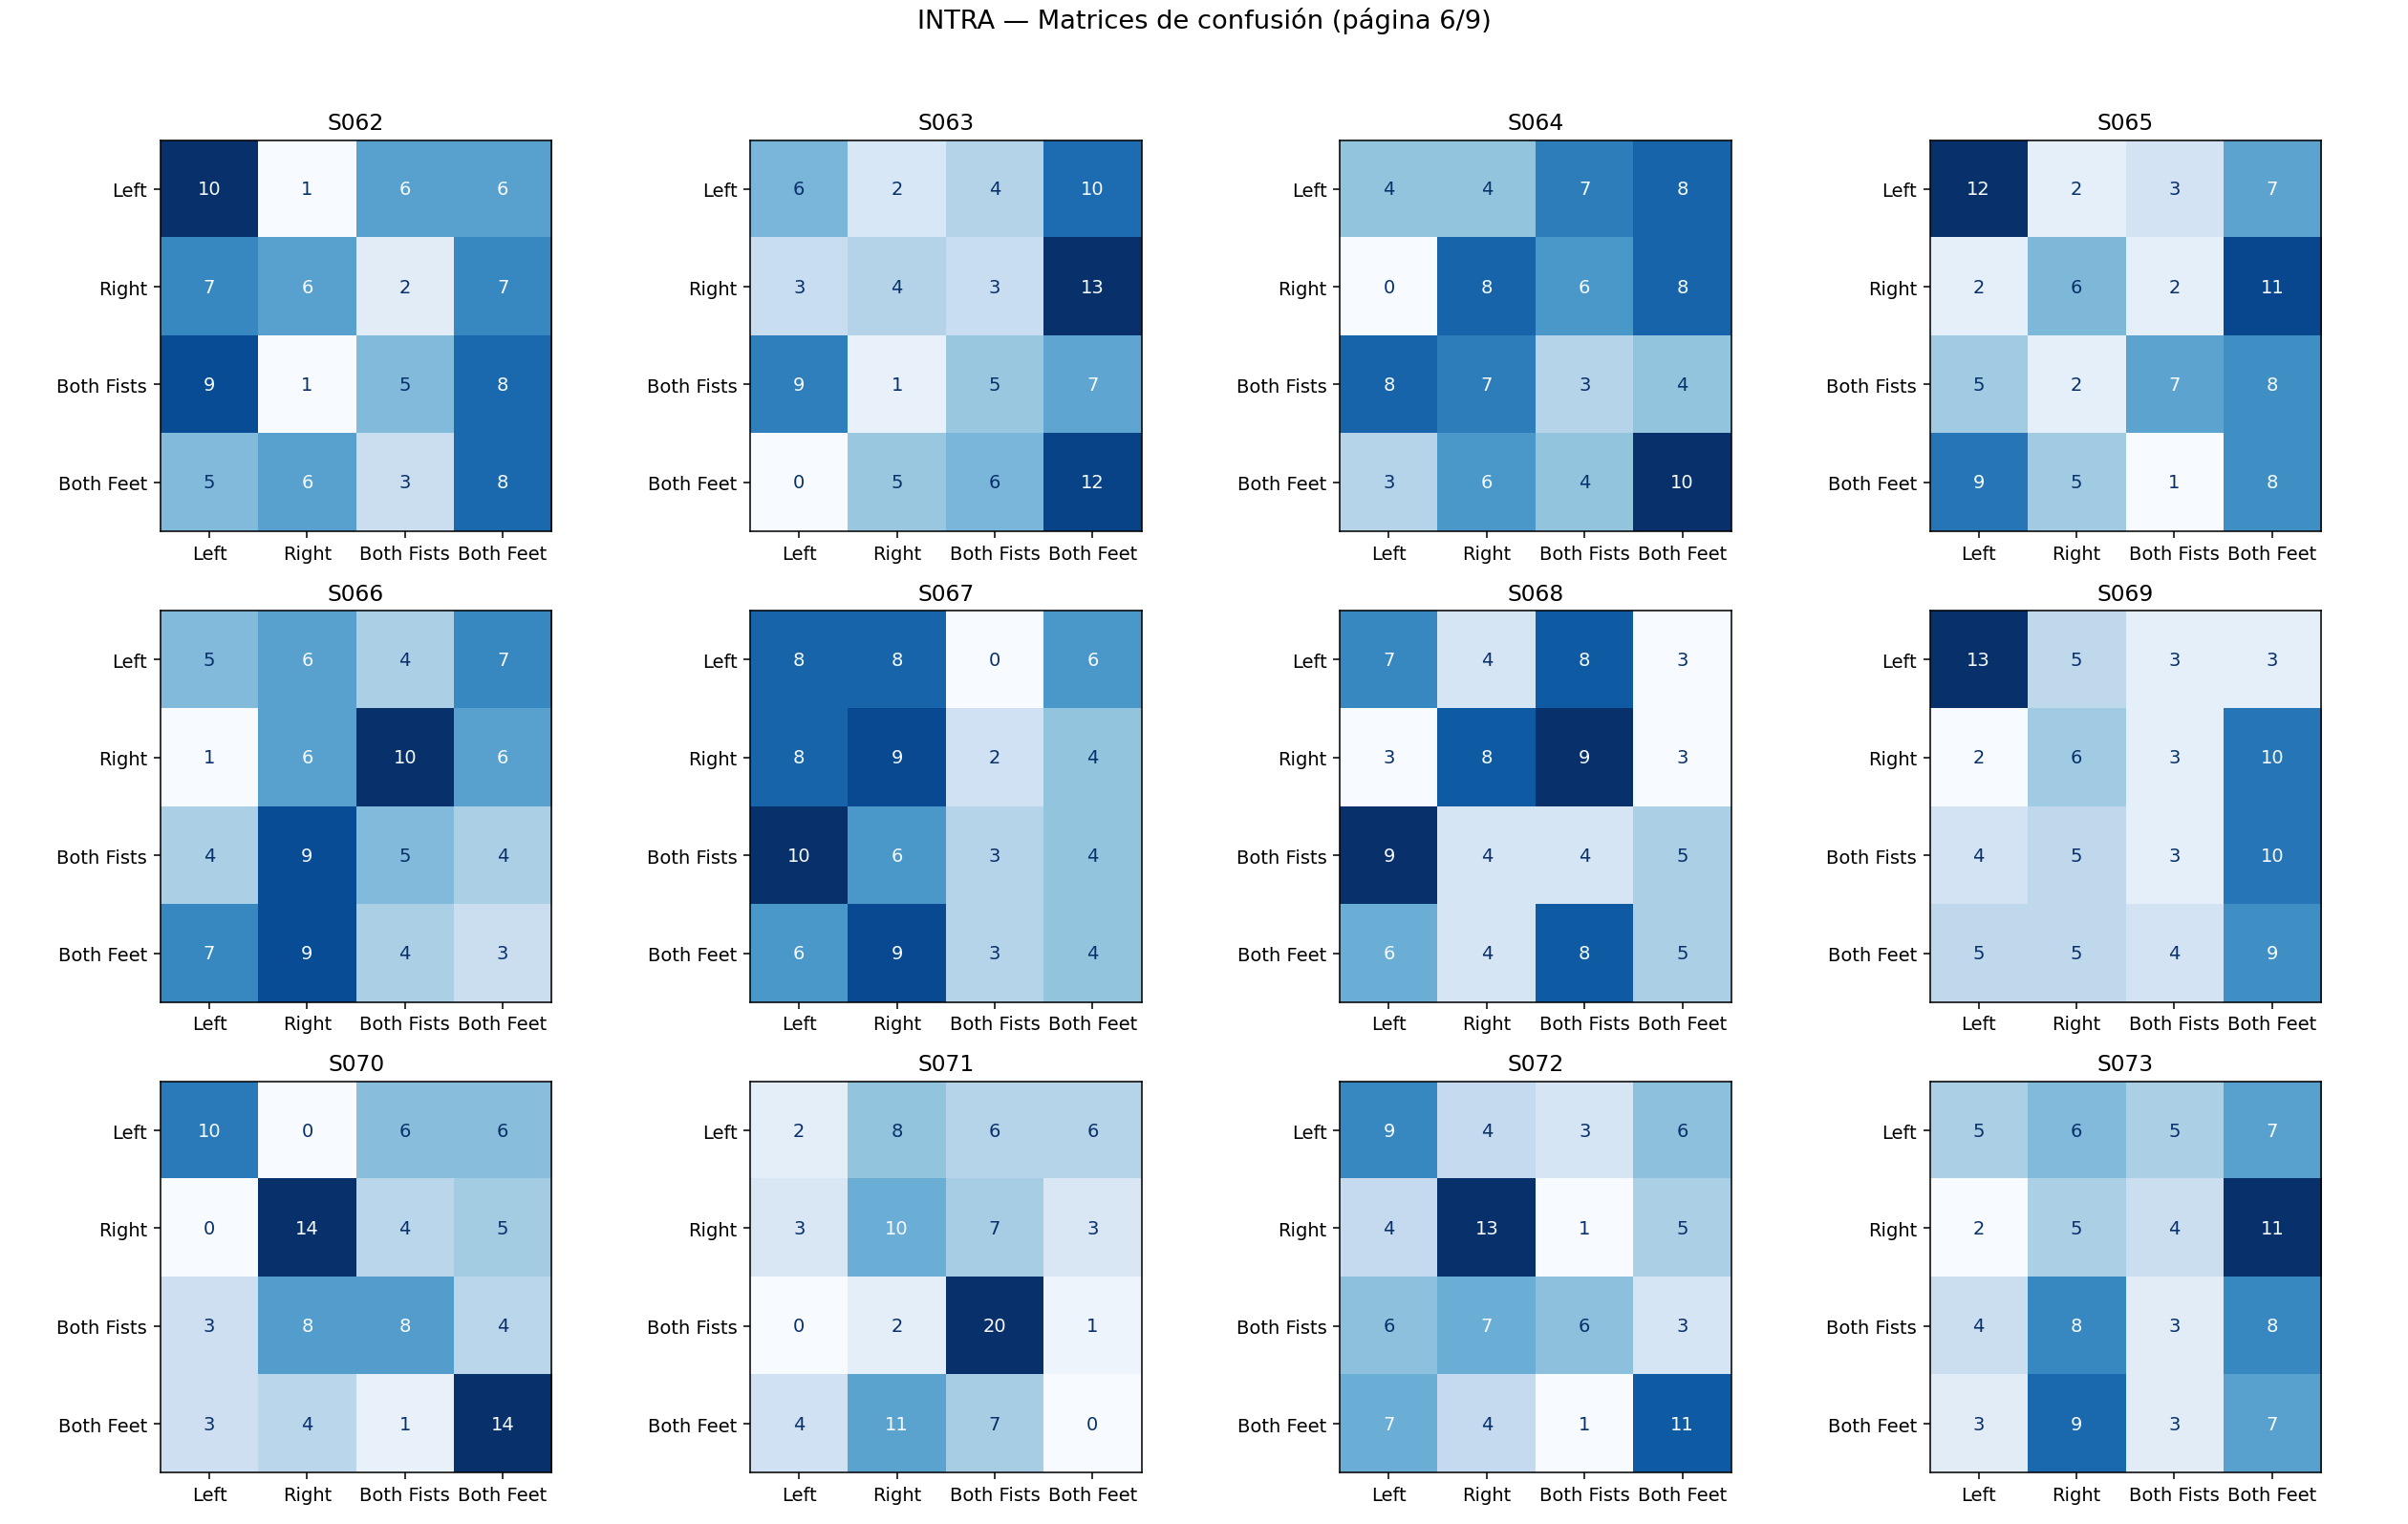 INTRA — Matrices de confusión (página 6/9)
S062 S063 S064 S065
Left 10 1 6 6 Left 6 2 4 10 Left 4 4 7 8 Left 12 2 3 7
Right 7 6 2 7 Right 3 4 3 13 Right 0 8 6 8 Right 2 6 2 11
Both Fists 9 1 5 8 Both Fists 9 1 5 7 Both Fists 8 7 3 4 Both Fists 5 2 7 8
Both Feet 5 6 3 8 Both Feet 0 5 6 12 Both Feet 3 6 4 10 Both Feet 9 5 1 8
Left Right Both Fists Both Feet Left Right Both Fists Both Feet Left Right Both Fists Both Feet Left Right Both Fists Both Feet
S066 S067 S068 S069
Left 5 6 4 7 Left 8 8 0 6 Left 7 4 8 3 Left 13 5 3 3
Right 1 6 10 6 Right 8 9 2 4 Right 3 8 9 3 Right 2 6 3 10
Both Fists 4 9 5 4 Both Fists 10 6 3 4 Both Fists 9 4 4 5 Both Fists 4 5 3 10
Both Feet 7 9 4 3 Both Feet 6 9 3 4 Both Feet 6 4 8 5 Both Feet 5 5 4 9
Left Right Both Fists Both Feet Left Right Both Fists Both Feet Left Right Both Fists Both Feet Left Right Both Fists Both Feet
S070 S071 S072 S073
Left 10 0 6 6 Left 2 8 6 6 Left 9 4 3 6 Left 5 6 5 7
Right 0 14 4 5 Right 3 10 7 3 Right 4 13 1 5 Right 2 5 4 11
Both Fists 3 8 8 4 Both Fists 0 2 20 1 Both Fists 6 7 6 3 Both Fists 4 8 3 8
Both Feet 3 4 1 14 Both Feet 4 11 7 0 Both Feet 7 4 1 11 Both Feet 3 9 3 7
Left Right Both Fists Both Feet Left Right Both Fists Both Feet Left Right Both Fists Both Feet Left Right Both Fists Both Feet